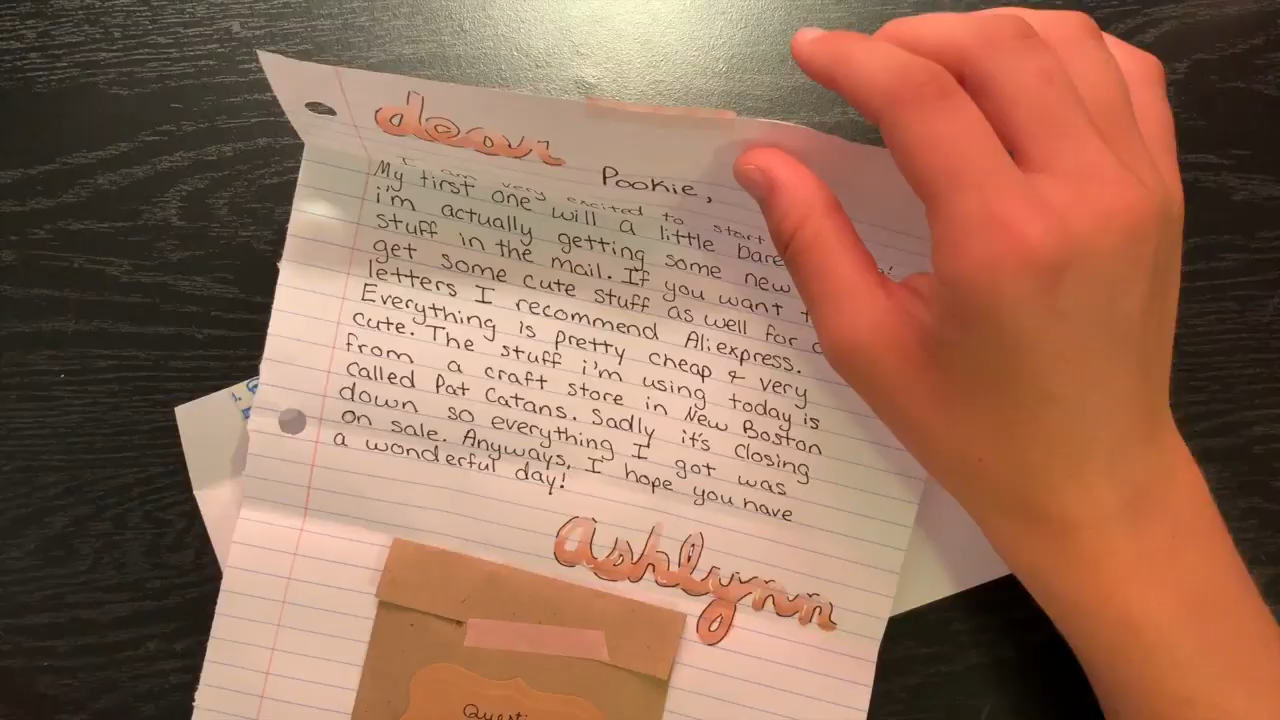 dear Pookie,
I am very excited to start
My first one will a little bare
i'm actually getting some new
stuff in the mail. If you want
get some cute stuff as well for
letters I recommend Aliexpress.
Everything is pretty cheap & very
cute. The stuff i'm using today is
from a craft store in New Boston
called Pat Catans. Sadly it's closing
down so everything I got was
on sale. Anyways, I hope you have
a wonderful day!
ashlynn